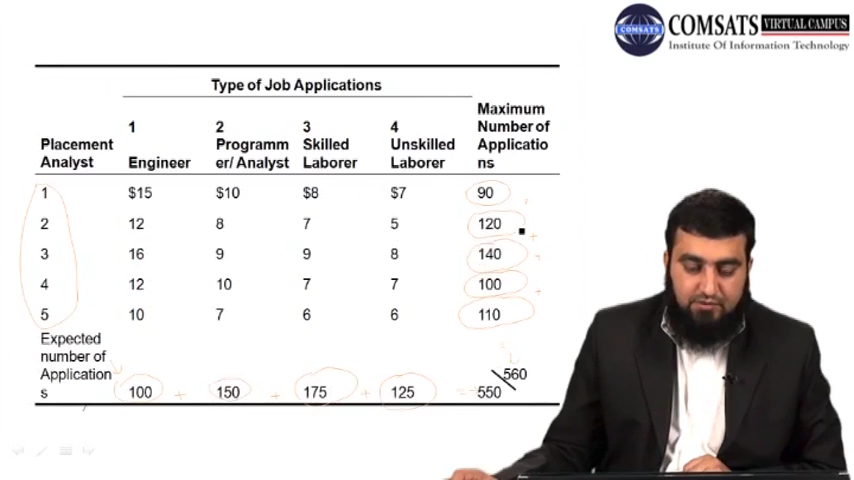 COMSATS VIRTUAL CAMPUS
COMSATS
Institute Of Information Technology
Type of Job Applications
Placement Analyst
1 Engineer
2 Programm er/ Analyst
3 Skilled Laborer
4 Unskilled Laborer
Maximum Number of Applicatio ns
1 $15 $10 $8 $7 90
2 12 8 7 5 120
3 16 9 9 8 140
4 12 10 7 7 100
5 10 7 6 6 110
Expected
number of
Application
560
s 100 + 150 + 175 + 125 = 550